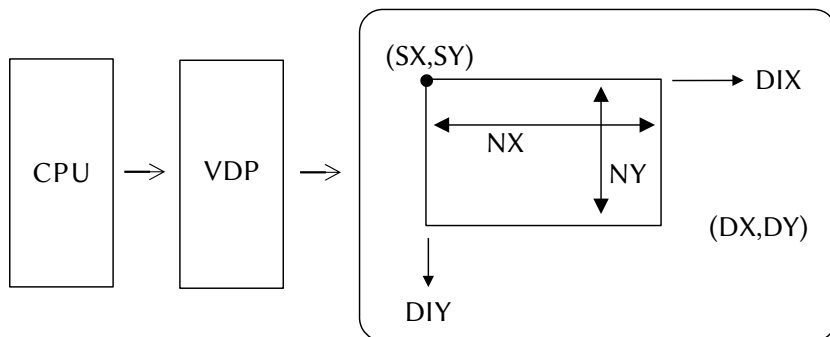 (SX,SY)
DIX
NX
CPU
VDP
NY
(DX,DY)
DIY